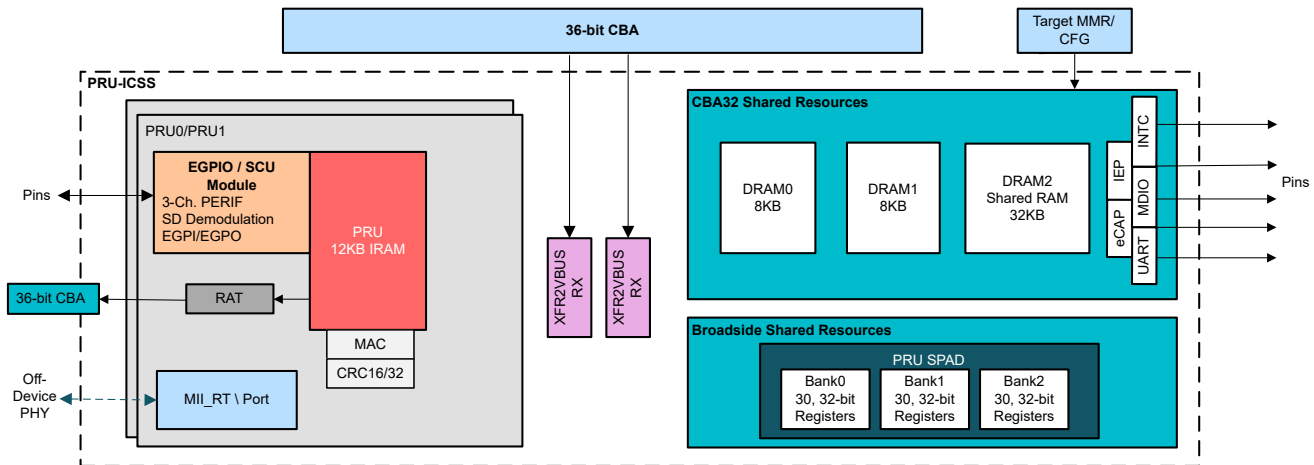 36-bit CBA
Target MMR/
CFG
PRU-ICSS
PRU0/PRU1
EGPIO / SCU
Module
3-Ch. PERIF
SD Demodulation
EGPI/EGPO
Pins
PRU
12KB IRAM
36-bit CBA
RAT
MAC
CRC16/32
Off-
Device
PHY
MII_RT \ Port
XFR2VBUS
RX
XFR2VBUS
RX
CBA32 Shared Resources
DRAM0
8KB
DRAM1
8KB
DRAM2
Shared RAM
32KB
IEP
eCAP
INTC
MDIO
UART
Pins
Broadside Shared Resources
PRU SPAD
Bank0
30, 32-bit
Registers
Bank1
30, 32-bit
Registers
Bank2
30, 32-bit
Registers